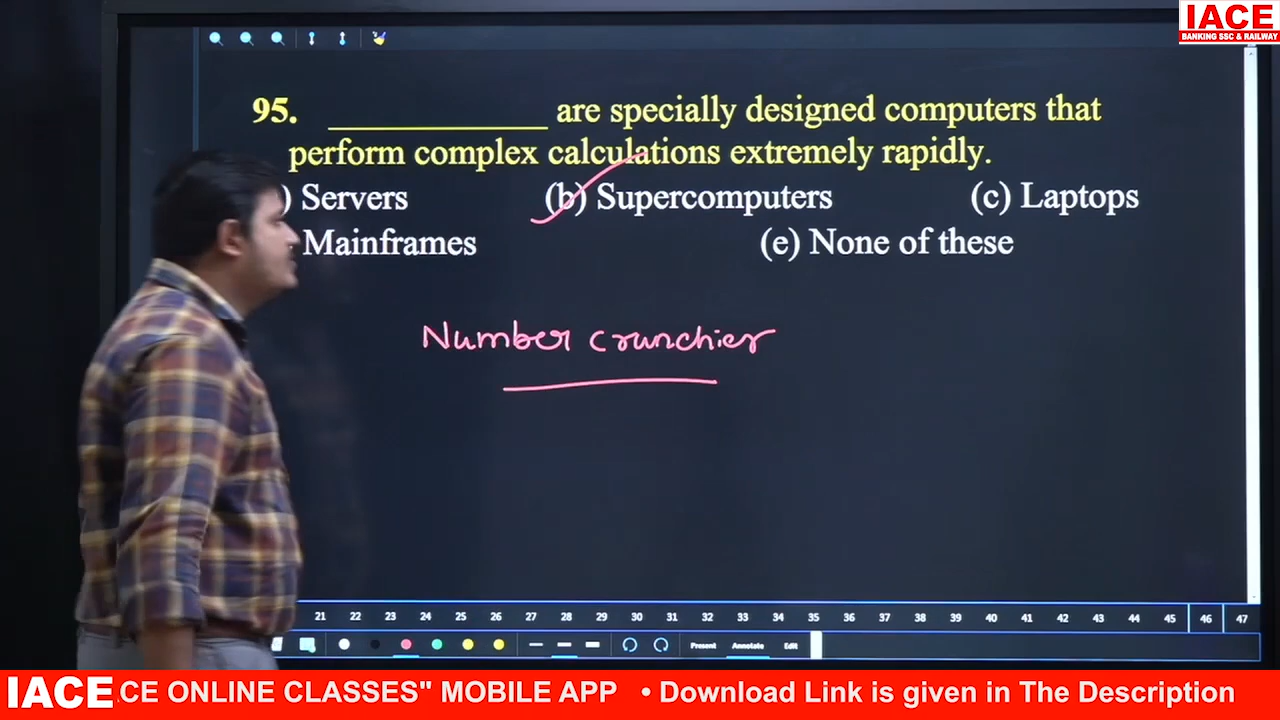 IACE
BANKING SSC & RAILWAY
95. __________ are specially designed computers that
perform complex calculations extremely rapidly.
) Servers (b) Supercomputers (c) Laptops
Mainframes (e) None of these
Number crunchier
21 22 23 24 25 26 27 28 29 30 31 32 33 34 35 36 37 38 39 40 41 42 43 44 45 46 47
Present Annotate Edit
IACE CE ONLINE CLASSES" MOBILE APP • Download Link is given in The Description